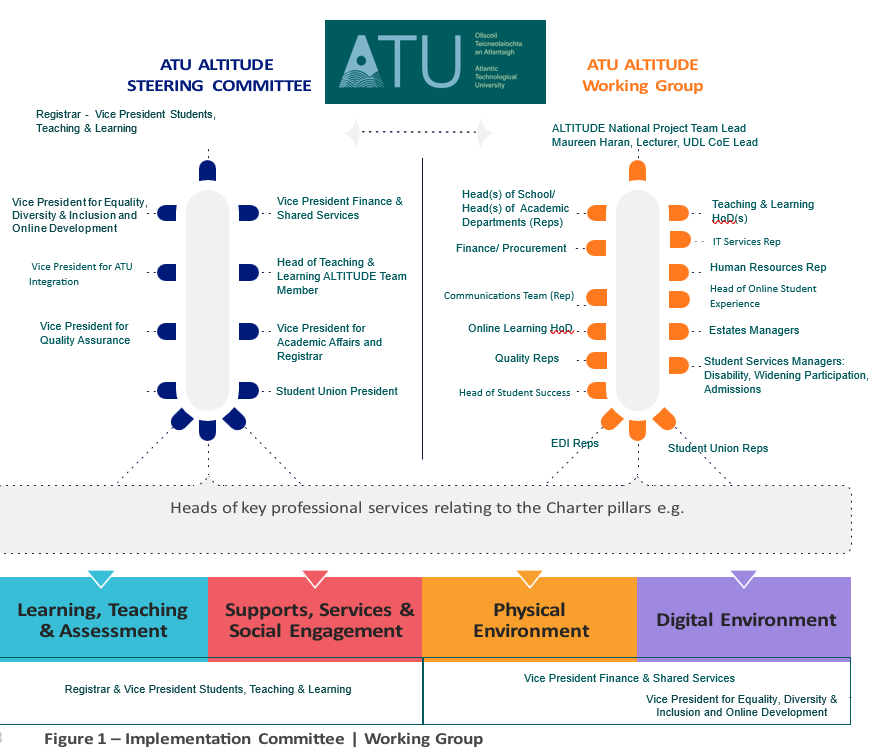 ATU ALTITUDE
STEERING COMMITTEE
ATU
Ollscoil
Teicneolaíochta
an Atlantaigh
Atlantic
Technological
University
ATU ALTITUDE
Working Group
Registrar - Vice President Students,
Teaching & Learning
Vice President for Equality,
Diversity & Inclusion and
Online Development
Vice President for ATU
Integration
Vice President for
Quality Assurance
Vice President Finance &
Shared Services
Head of Teaching &
Learning ALTITUDE Team
Member
Vice President for
Academic Affairs and
Registrar
Student Union President
ALTITUDE National Project Team Lead
Maureen Haran, Lecturer, UDL CoE Lead
Head(s) of School/
Head(s) of Academic
Departments (Reps)
Finance/ Procurement
Communications Team (Rep)
Online Learning HoD
Quality Reps
Head of Student Success
EDI Reps
Teaching & Learning
HoD(s)
IT Services Rep
Human Resources Rep
Head of Online Student
Experience
Estates Managers
Student Services Managers:
Disability, Widening Participation,
Admissions
Student Union Reps
Heads of key professional services relating to the Charter pillars e.g.
Learning, Teaching
& Assessment
Supports, Services &
Social Engagement
Physical
Environment
Digital Environment
Registrar & Vice President Students, Teaching & Learning
Vice President Finance & Shared Services
Vice President for Equality, Diversity &
Inclusion and Online Development
Figure 1 – Implementation Committee | Working Group